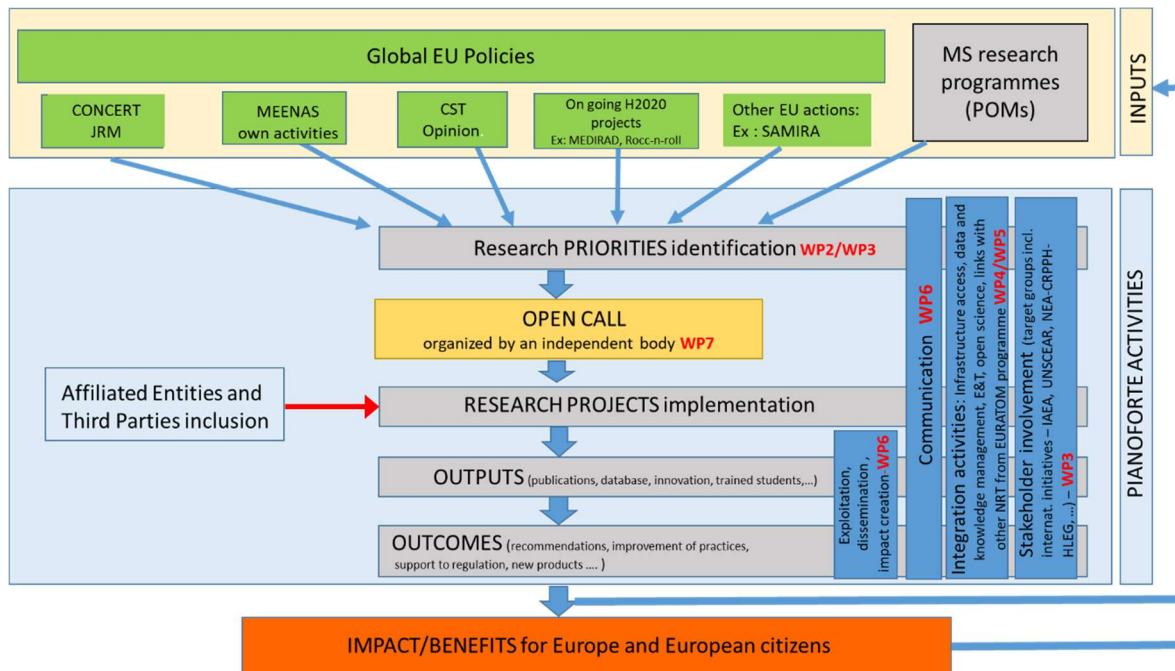 Global EU Policies
MS research
programmes
(POMs)
INPUTS
CONCERT
JRM
MEENAS
own activities
CST
Opinion.
On going H2020
projects
Ex: MEDIRAD, Rocc-n-roll
Other EU actions:
Ex : SAMIRA
Research PRIORITIES identification WP2/WP3
OPEN CALL
organized by an independent body WP7
Affiliated Entities and
Third Parties inclusion
RESEARCH PROJECTS implementation
OUTPUTS (publications, database, innovation, trained students,...)
OUTCOMES (recommendations, improvement of practices,
support to regulation, new products .... )
Exploitation,
dissemination ,
impact creation-WP6
Communication WP6
Integration activities: Infrastructure access, data and
knowledge management, E&T, open science, links with
other NRT from EURATOM programme WP4/WP5
Stakeholder involvement (target groups incl.
internat. initiatives – IAEA, UNSCEAR, NEA-CRPPH-
HLEG, ...) – WP3
PIANOFORTE ACTIVITIES
IMPACT/BENEFITS for Europe and European citizens